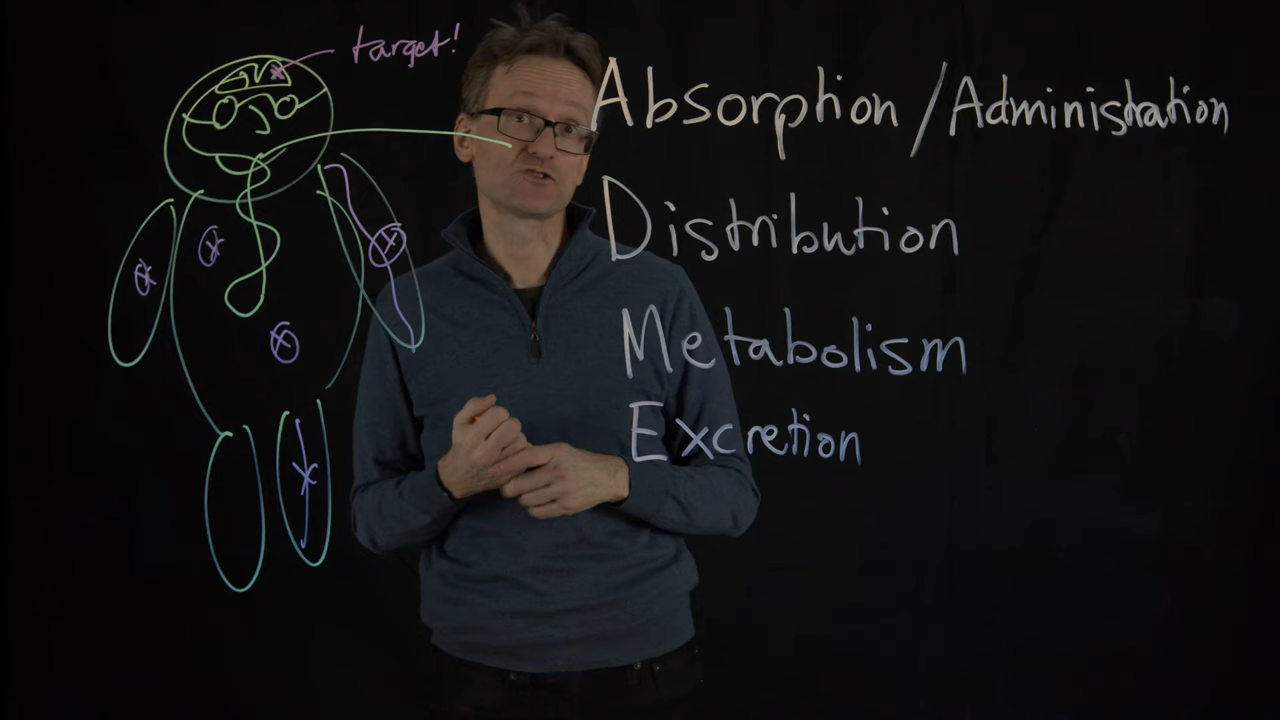 target!
Absorption / Administration
Distribution
Metabolism
Excretion